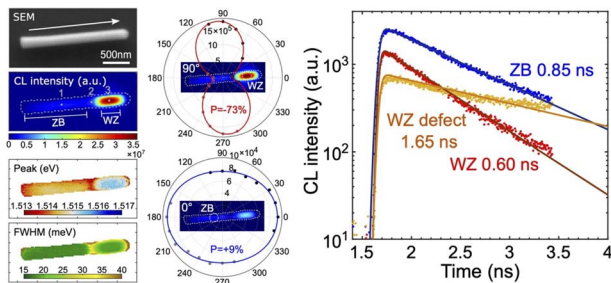 SEM
500nm
CL intensity (a.u.)
1
2
3
ZB
WZ
0 0.5 1.0 1.5 2.0 2.5 3.0 3.5
x 10⁷
Peak (eV)
1.513 1.514 1.515 1.516 1.517
FWHM (meV)
15 20 25 30 35 40
90
120
60
15×10⁵
10
5
150
30
180
0
90°
WZ
P=-73%
210
330
240
300
270
90
10×10⁴
120
60
8
6
4
150
30
180
0
0°
ZB
P=+9%
210
330
240
300
270
CL intensity (a.u.)
10³
10²
10¹
ZB 0.85 ns
WZ defect
1.65 ns
WZ 0.60 ns
1.5 2 2.5 3 3.5 4
Time (ns)